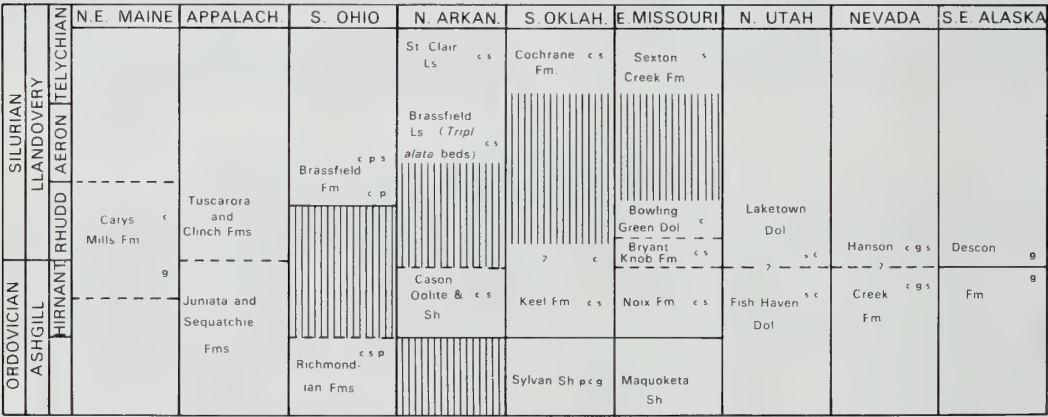 N.E. MAINE APPALACH. S. OHIO N. ARKAN. S. OKLAH. E. MISSOURI N. UTAH NEVADA S.E. ALASKA
SILURIAN
LLANDOVERY
TELYCHIAN
AERON
RHUDD
ORDOVICIAN
ASHGILL
HIRNANT
Carys c
Mills Fm
g
Tuscarora
and
Clinch Fms
Juniata and
Sequatchie
Fms
c p s
Brassfield
Fm c p
c s p
Richmond-
ian Fms
St Clair
Ls c s
Brassfield
Ls (Tripl
alata beds) c s
Cason
Oolite & c s
Sh
Cochrane c s
Fm.
? c
Keel Fm c s
Sylvan Sh p c g
Sexton s
Creek Fm
Bowling
Green Dol c
Bryant
Knob Fm c s
Noix Fm c s
Maquoketa
Sh
Laketown
Dol
s c
?
Fish Haven s c
Dol
Hanson c g s
?
Creek c g s
Fm
Descon g
g
Fm